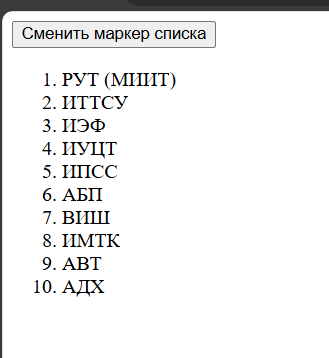 Сменить маркер списка
1. РУТ (МИИТ)
2. ИТТСУ
3. ИЭФ
4. ИУЦТ
5. ИПСС
6. АБП
7. ВИШ
8. ИМТК
9. АВТ
10. АДХ